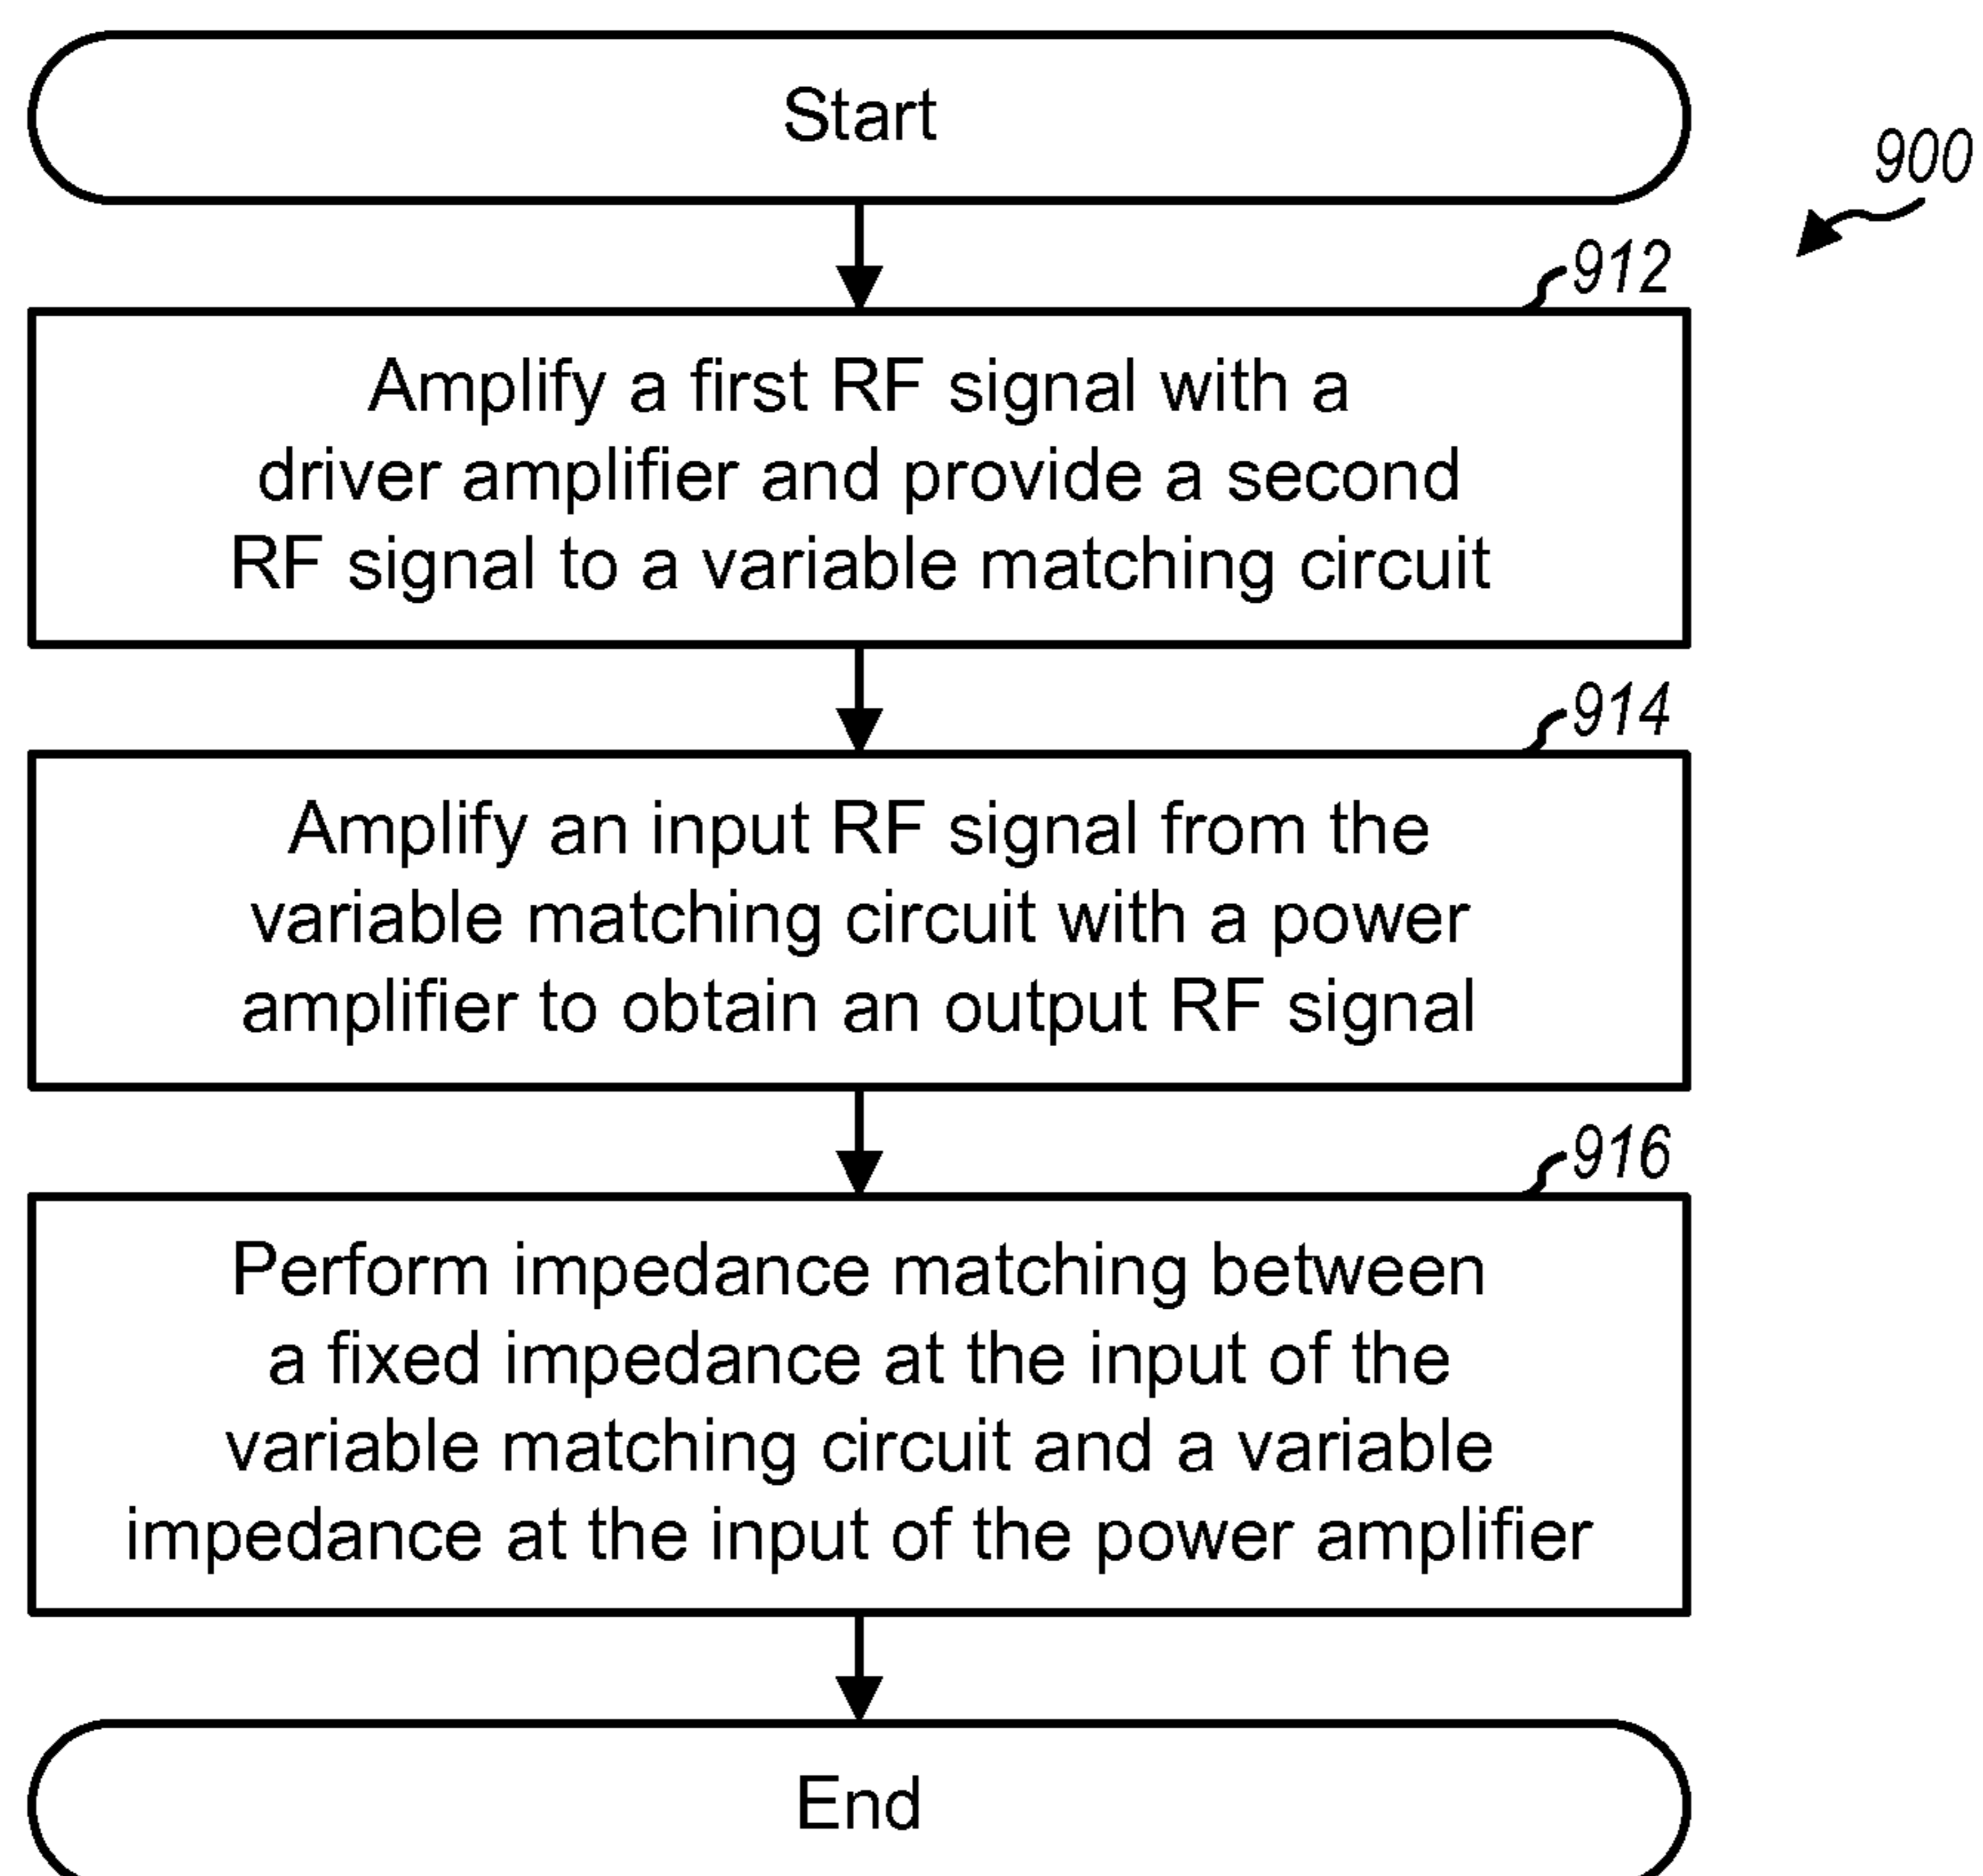 Start
900
912
Amplify a first RF signal with a
driver amplifier and provide a second
RF signal to a variable matching circuit
914
Amplify an input RF signal from the
variable matching circuit with a power
amplifier to obtain an output RF signal
916
Perform impedance matching between
a fixed impedance at the input of the
variable matching circuit and a variable
impedance at the input of the power amplifier
End